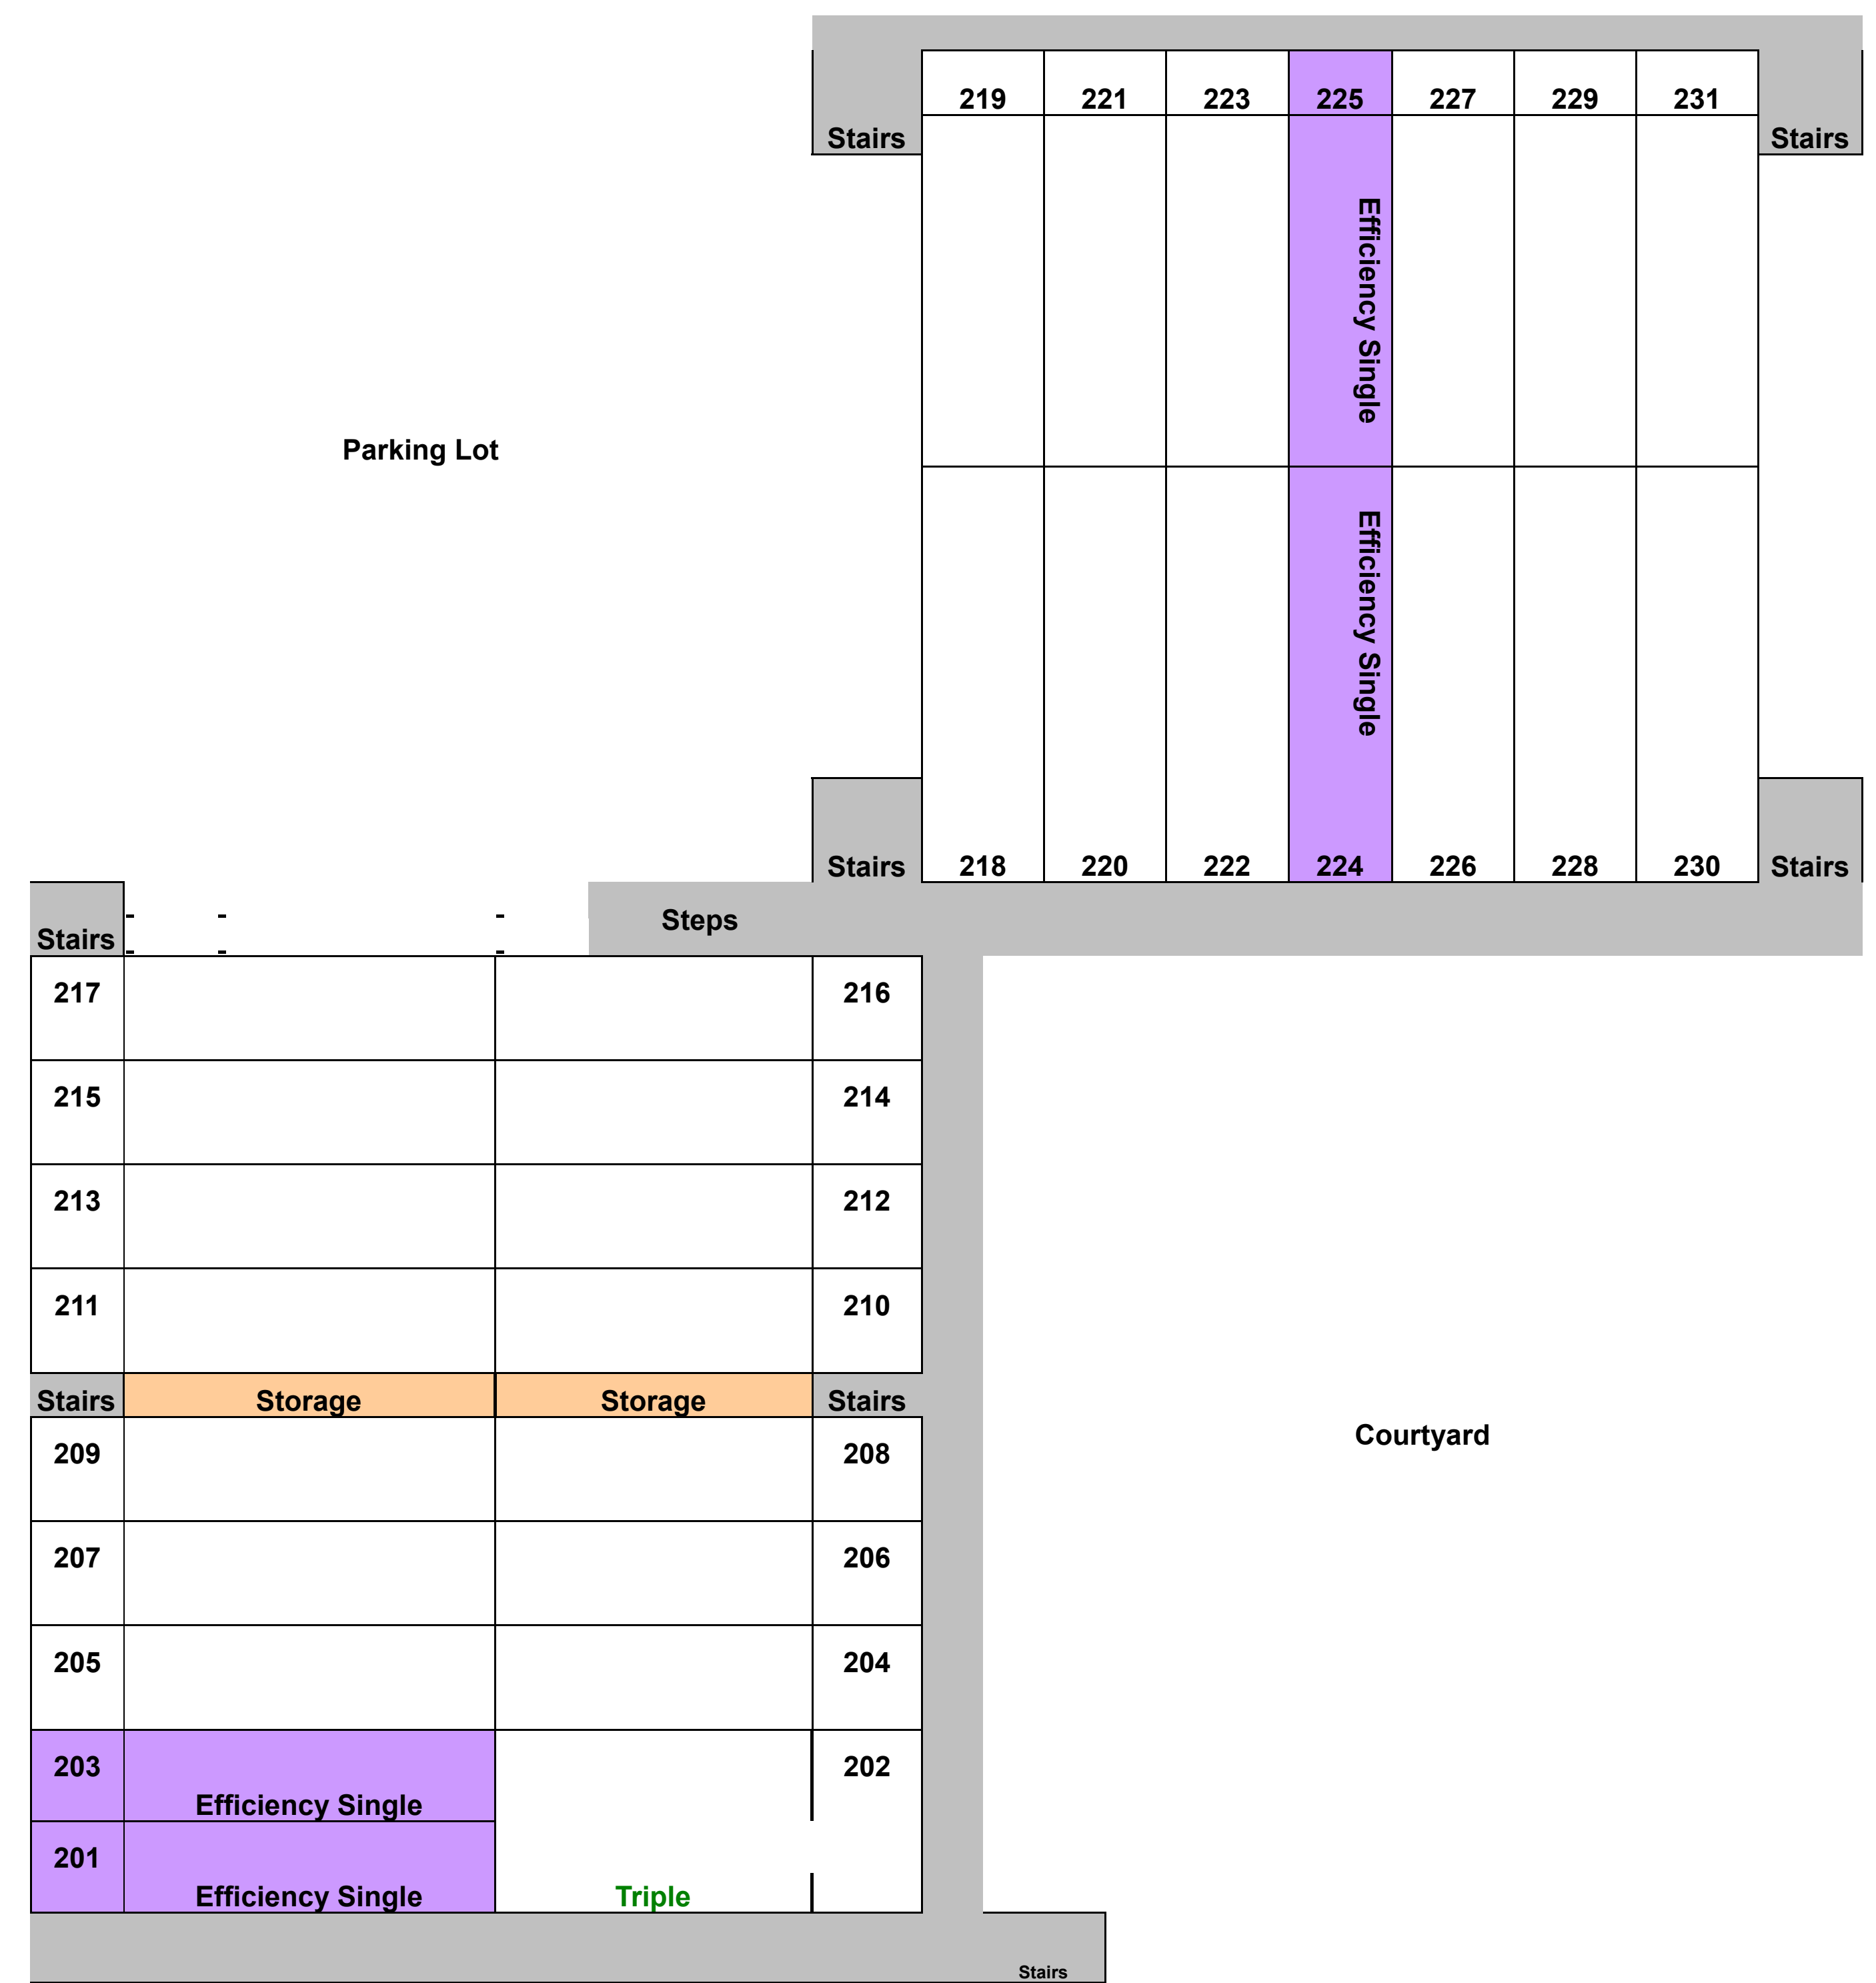 219 221 223 225 227 229 231
Stairs Stairs
Efficiency Single
Parking Lot
Efficiency Single
Stairs 218 220 222 224 226 228 230 Stairs
- - - Steps
Stairs - - -
217 216
215 214
213 212
211 210
Stairs Storage Storage Stairs
209 208
Courtyard
207 206
205 204
203 202
Efficiency Single
201
Efficiency Single Triple
Stairs